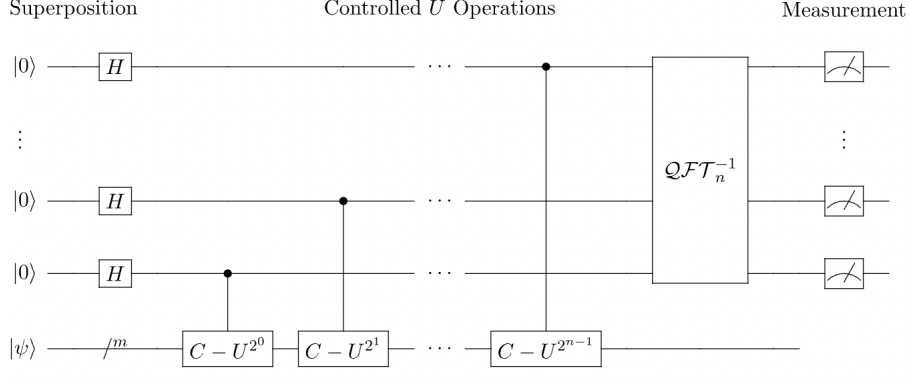 Superposition Controlled U Operations Measurement
|0⟩ H ⋯
⋮ ⋮
QFT_n^{-1}
|0⟩ H ⋯
|0⟩ H ⋯
|ψ⟩ /^m C − U^{2^0} C − U^{2^1} ⋯ C − U^{2^{n−1}}